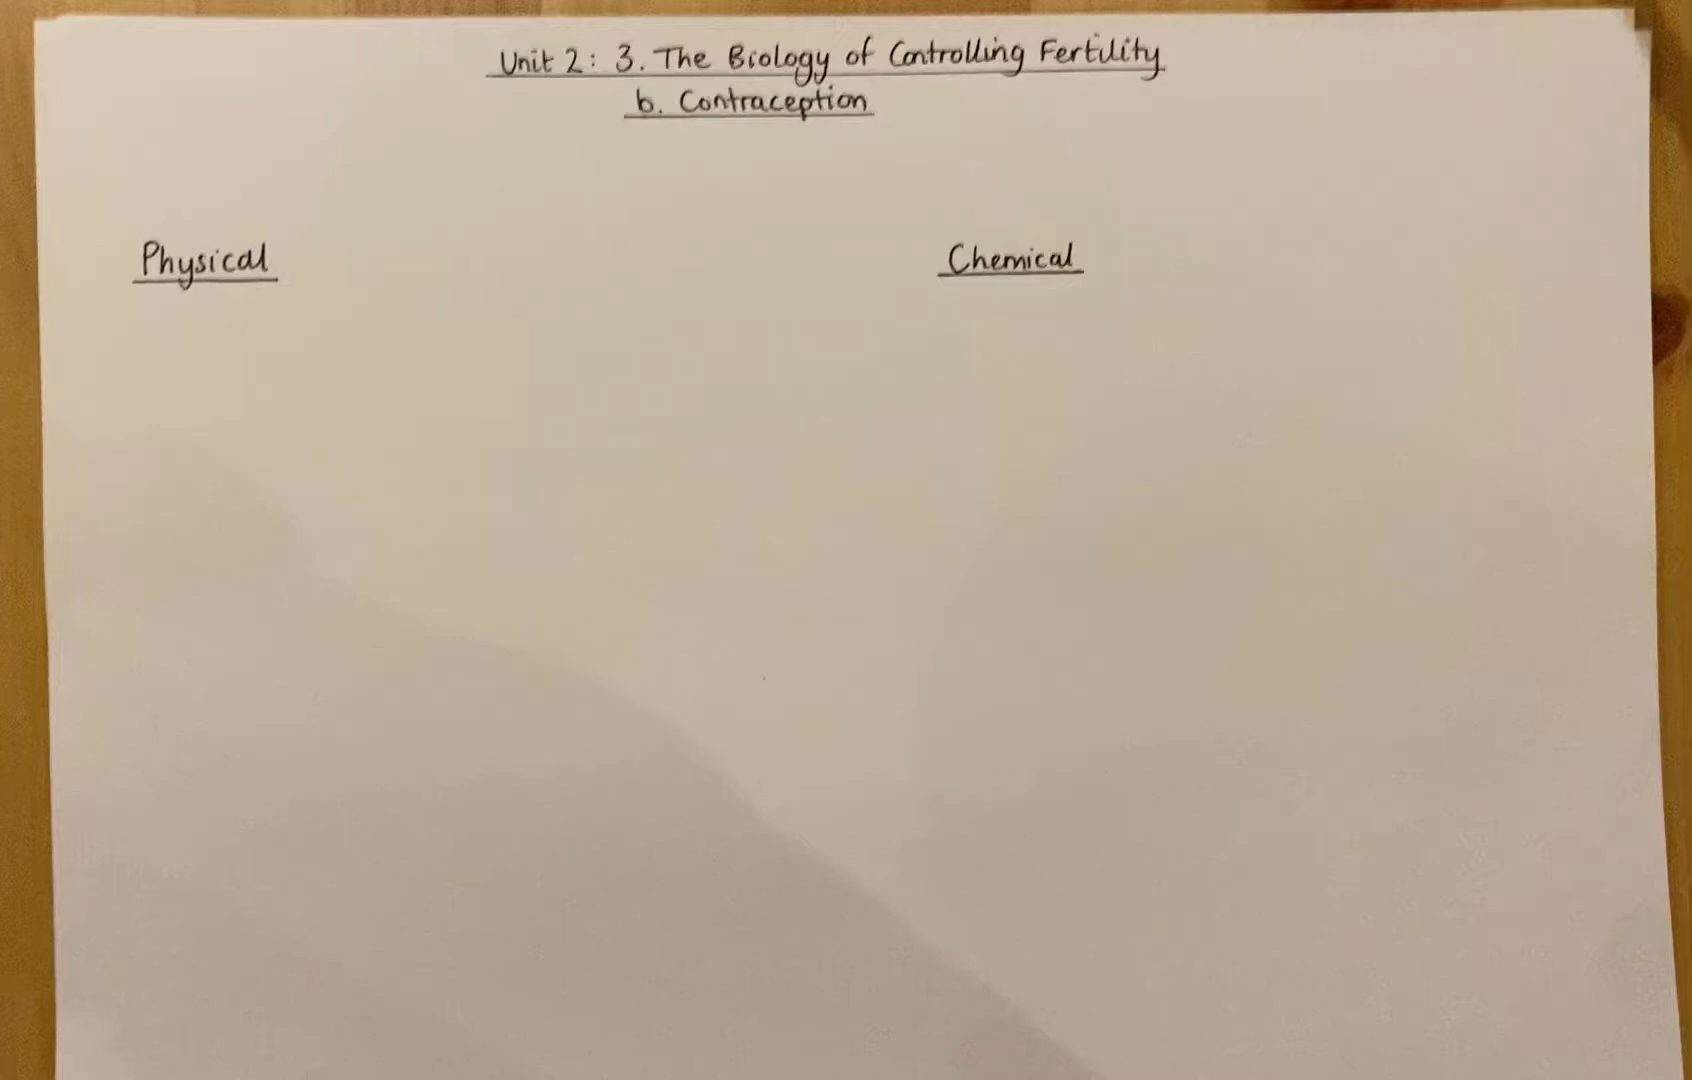 Unit 2: 3. The Biology of Controlling Fertility
b. Contraception
Physical
Chemical